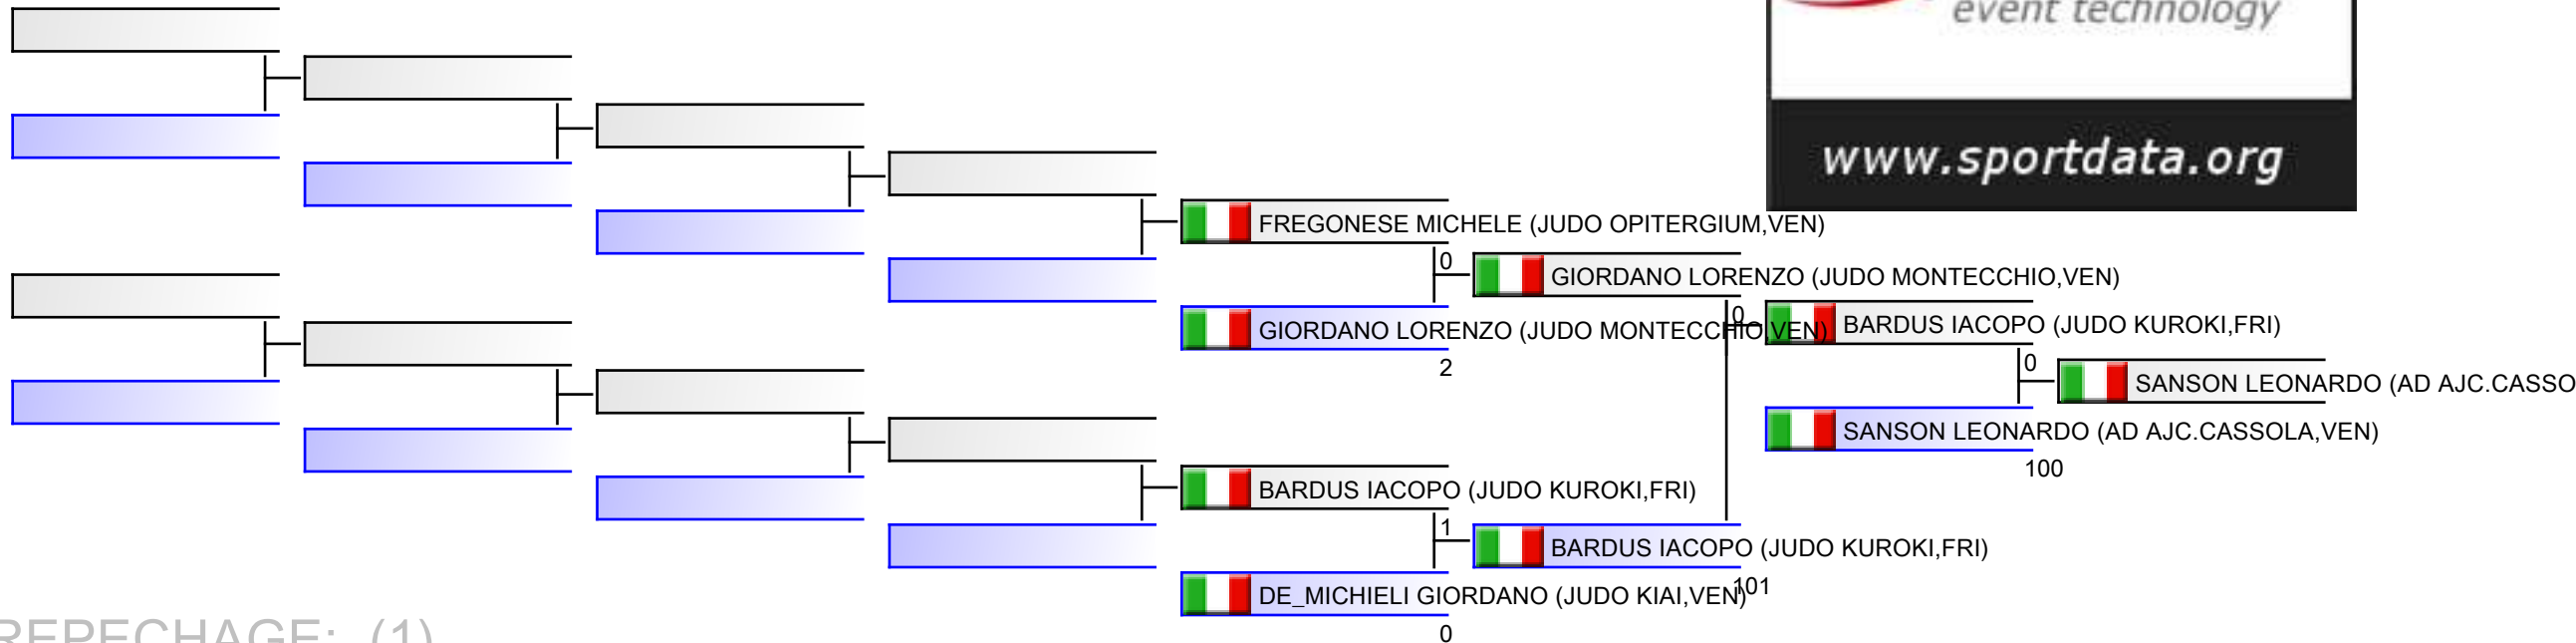 event technology
www.sportdata.org
FREGONESE MICHELE (JUDO OPITERGIUM,VEN)
0
GIORDANO LORENZO (JUDO MONTECCHIO,VEN)
GIORDANO LORENZO (JUDO MONTECCHIO,VEN)
2
0
BARDUS IACOPO (JUDO KUROKI,FRI)
0
SANSON LEONARDO (AD AJC.CASSO
SANSON LEONARDO (AD AJC.CASSOLA,VEN)
100
BARDUS IACOPO (JUDO KUROKI,FRI)
1
BARDUS IACOPO (JUDO KUROKI,FRI)
101
DE_MICHIELI GIORDANO (JUDO KIAI,VEN)
0
REPECHAGE: (1)